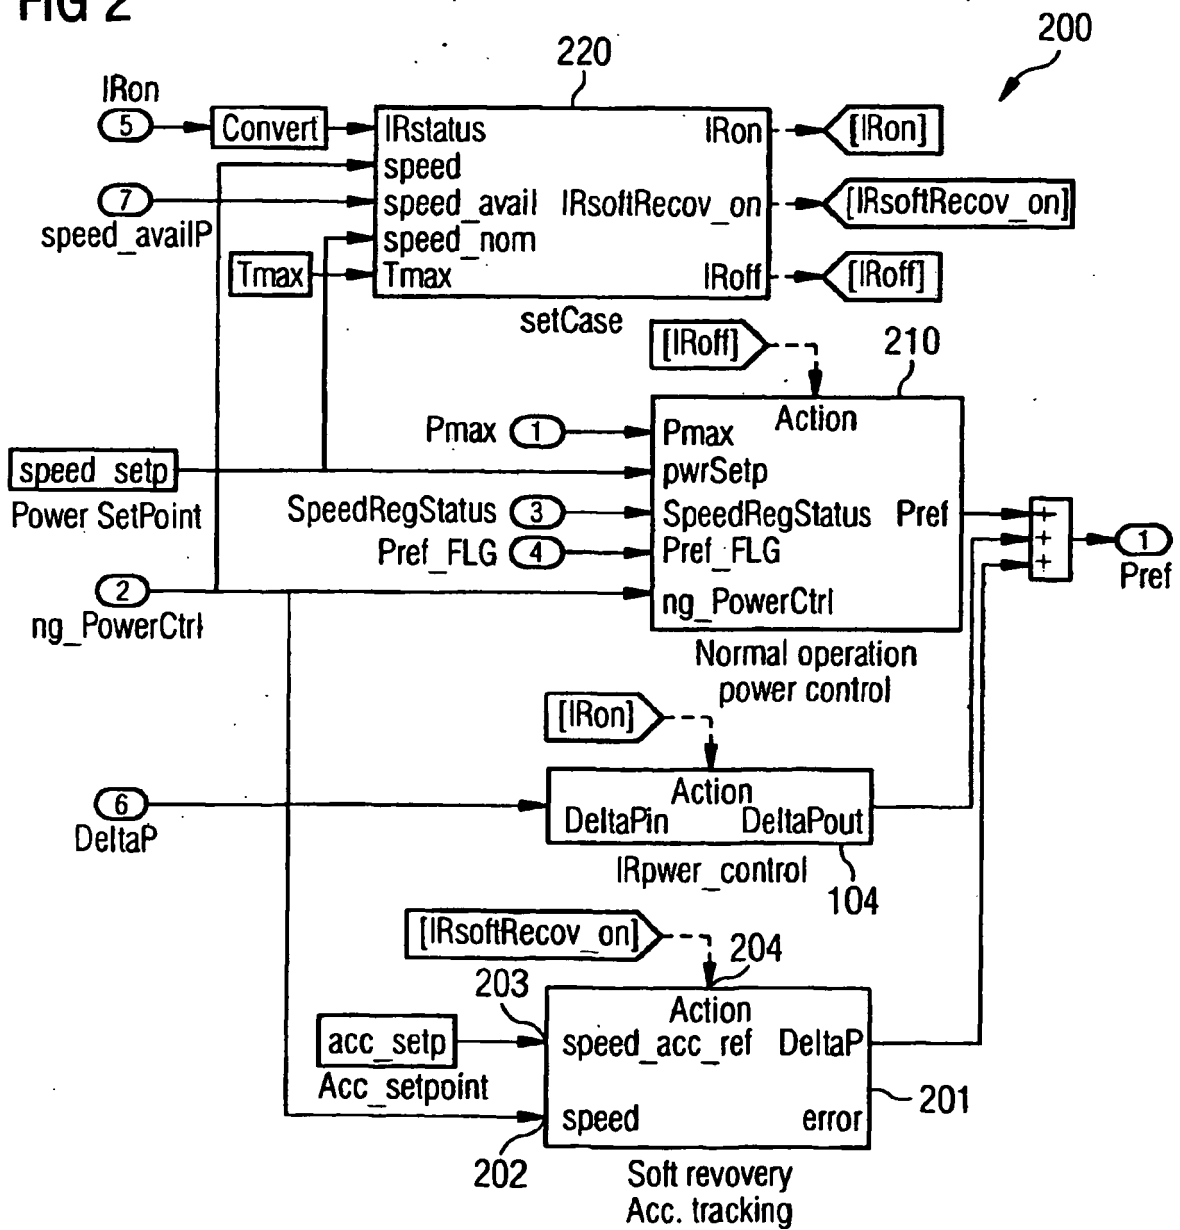 FIG 2
200
220
IRon
5
Convert
IRstatus
IRon
[IRon]
speed
7
speed_availP
speed_avail
IRsoftRecov_on
[IRsoftRecov_on]
speed_nom
Tmax
Tmax
IRoff
[IRoff]
setCase
[IRoff]
210
Action
Pmax
1
Pmax
speed_setp
Power SetPoint
pwrSetp
SpeedRegStatus
3
SpeedRegStatus
Pref
Pref_FLG
4
Pref_FLG
+
+
+
1
Pref
2
ng_PowerCtrl
ng_PowerCtrl
Normal operation
power control
[IRon]
6
DeltaP
Action
DeltaPin
DeltaPout
IRpwer_control
104
[IRsoftRecov_on]
204
203
Action
acc_setp
Acc_setpoint
speed_acc_ref
DeltaP
201
speed
error
202
Soft revovery
Acc. tracking